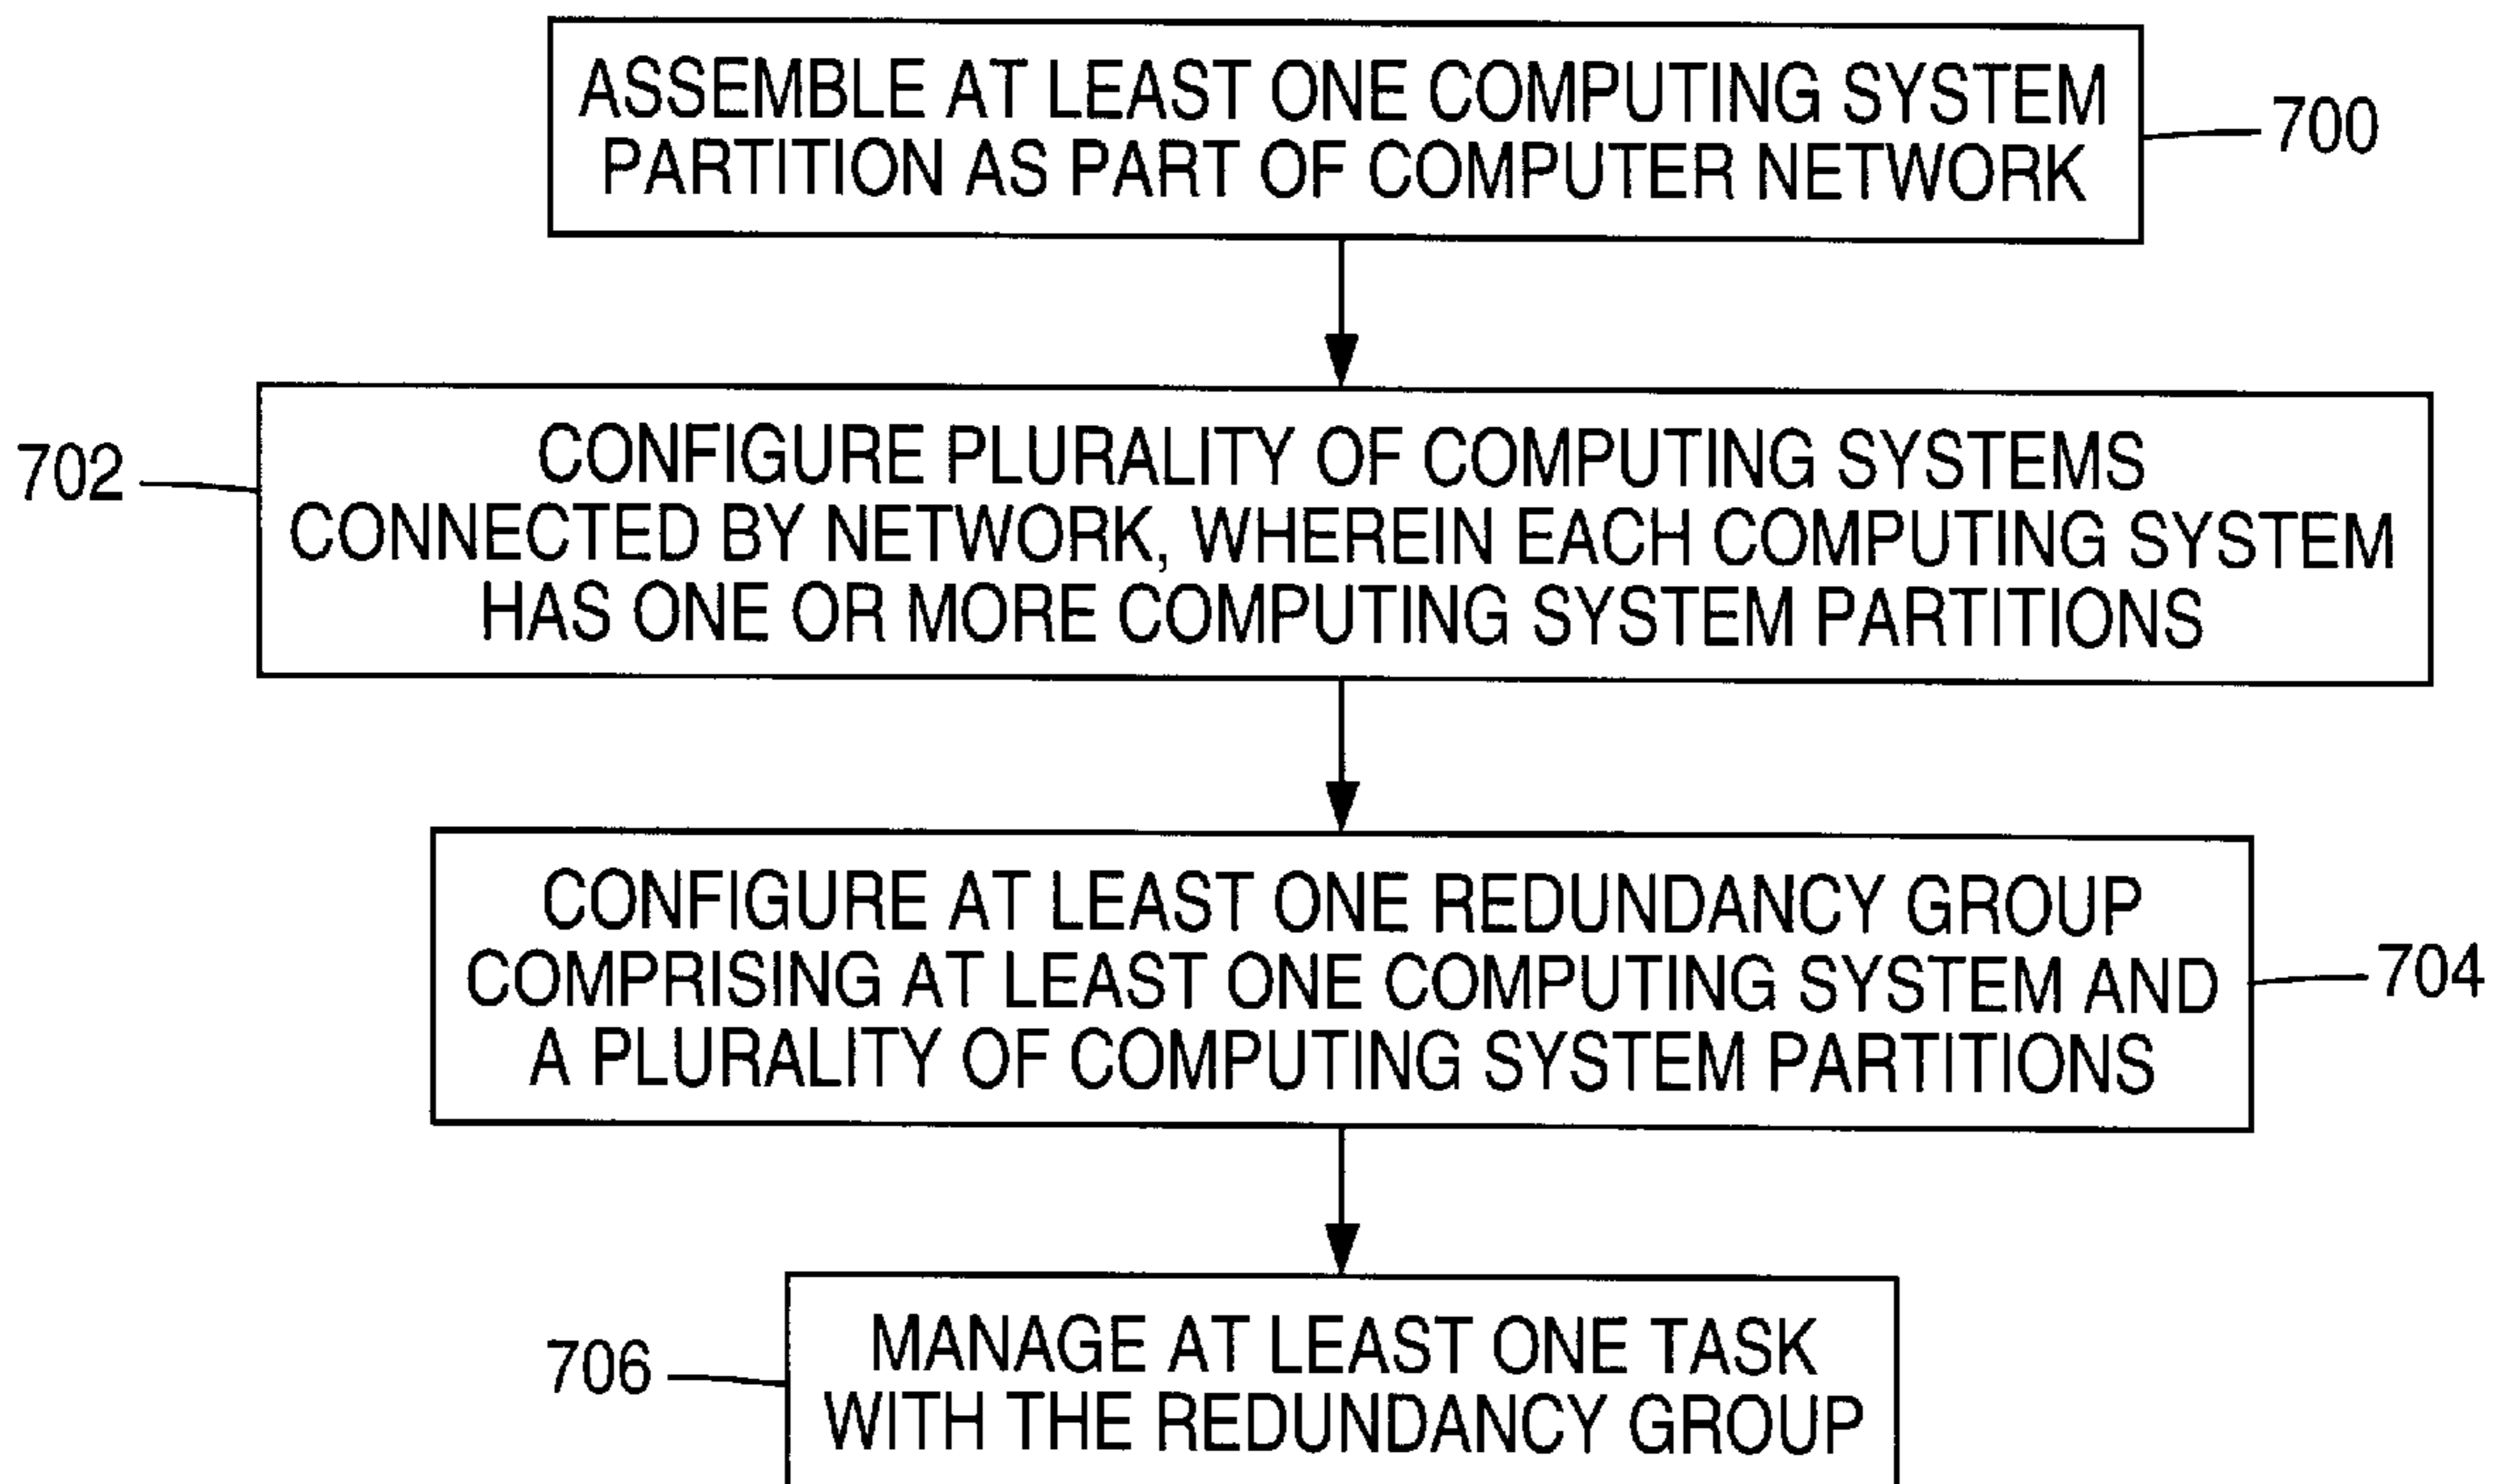 ASSEMBLE AT LEAST ONE COMPUTING SYSTEM
PARTITION AS PART OF COMPUTER NETWORK
700
702
CONFIGURE PLURALITY OF COMPUTING SYSTEMS
CONNECTED BY NETWORK, WHEREIN EACH COMPUTING SYSTEM
HAS ONE OR MORE COMPUTING SYSTEM PARTITIONS
CONFIGURE AT LEAST ONE REDUNDANCY GROUP
COMPRISING AT LEAST ONE COMPUTING SYSTEM AND
A PLURALITY OF COMPUTING SYSTEM PARTITIONS
704
706
MANAGE AT LEAST ONE TASK
WITH THE REDUNDANCY GROUP